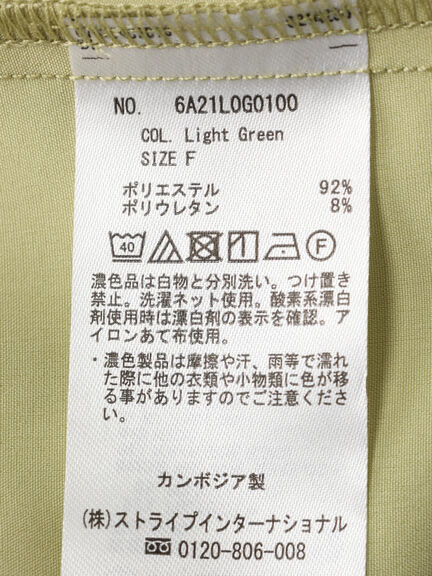 NO. 6A21L0G0100
COL. Light Green
SIZE F
ポリエステル 92%
ポリウレタン 8%
40 F
濃色品は白物と分別洗い。つけ置き
禁止。洗濯ネット使用。酸素系漂白
剤使用時は漂白剤の表示を確認。ア
イロンあて布使用。
・濃色製品は摩擦や汗、雨等で濡れ
た際に他の衣類や小物類に色が移
る事がありますのでご注意くださ
い。
カンボジア製
(株)ストライプインターナショナル
0120-806-008